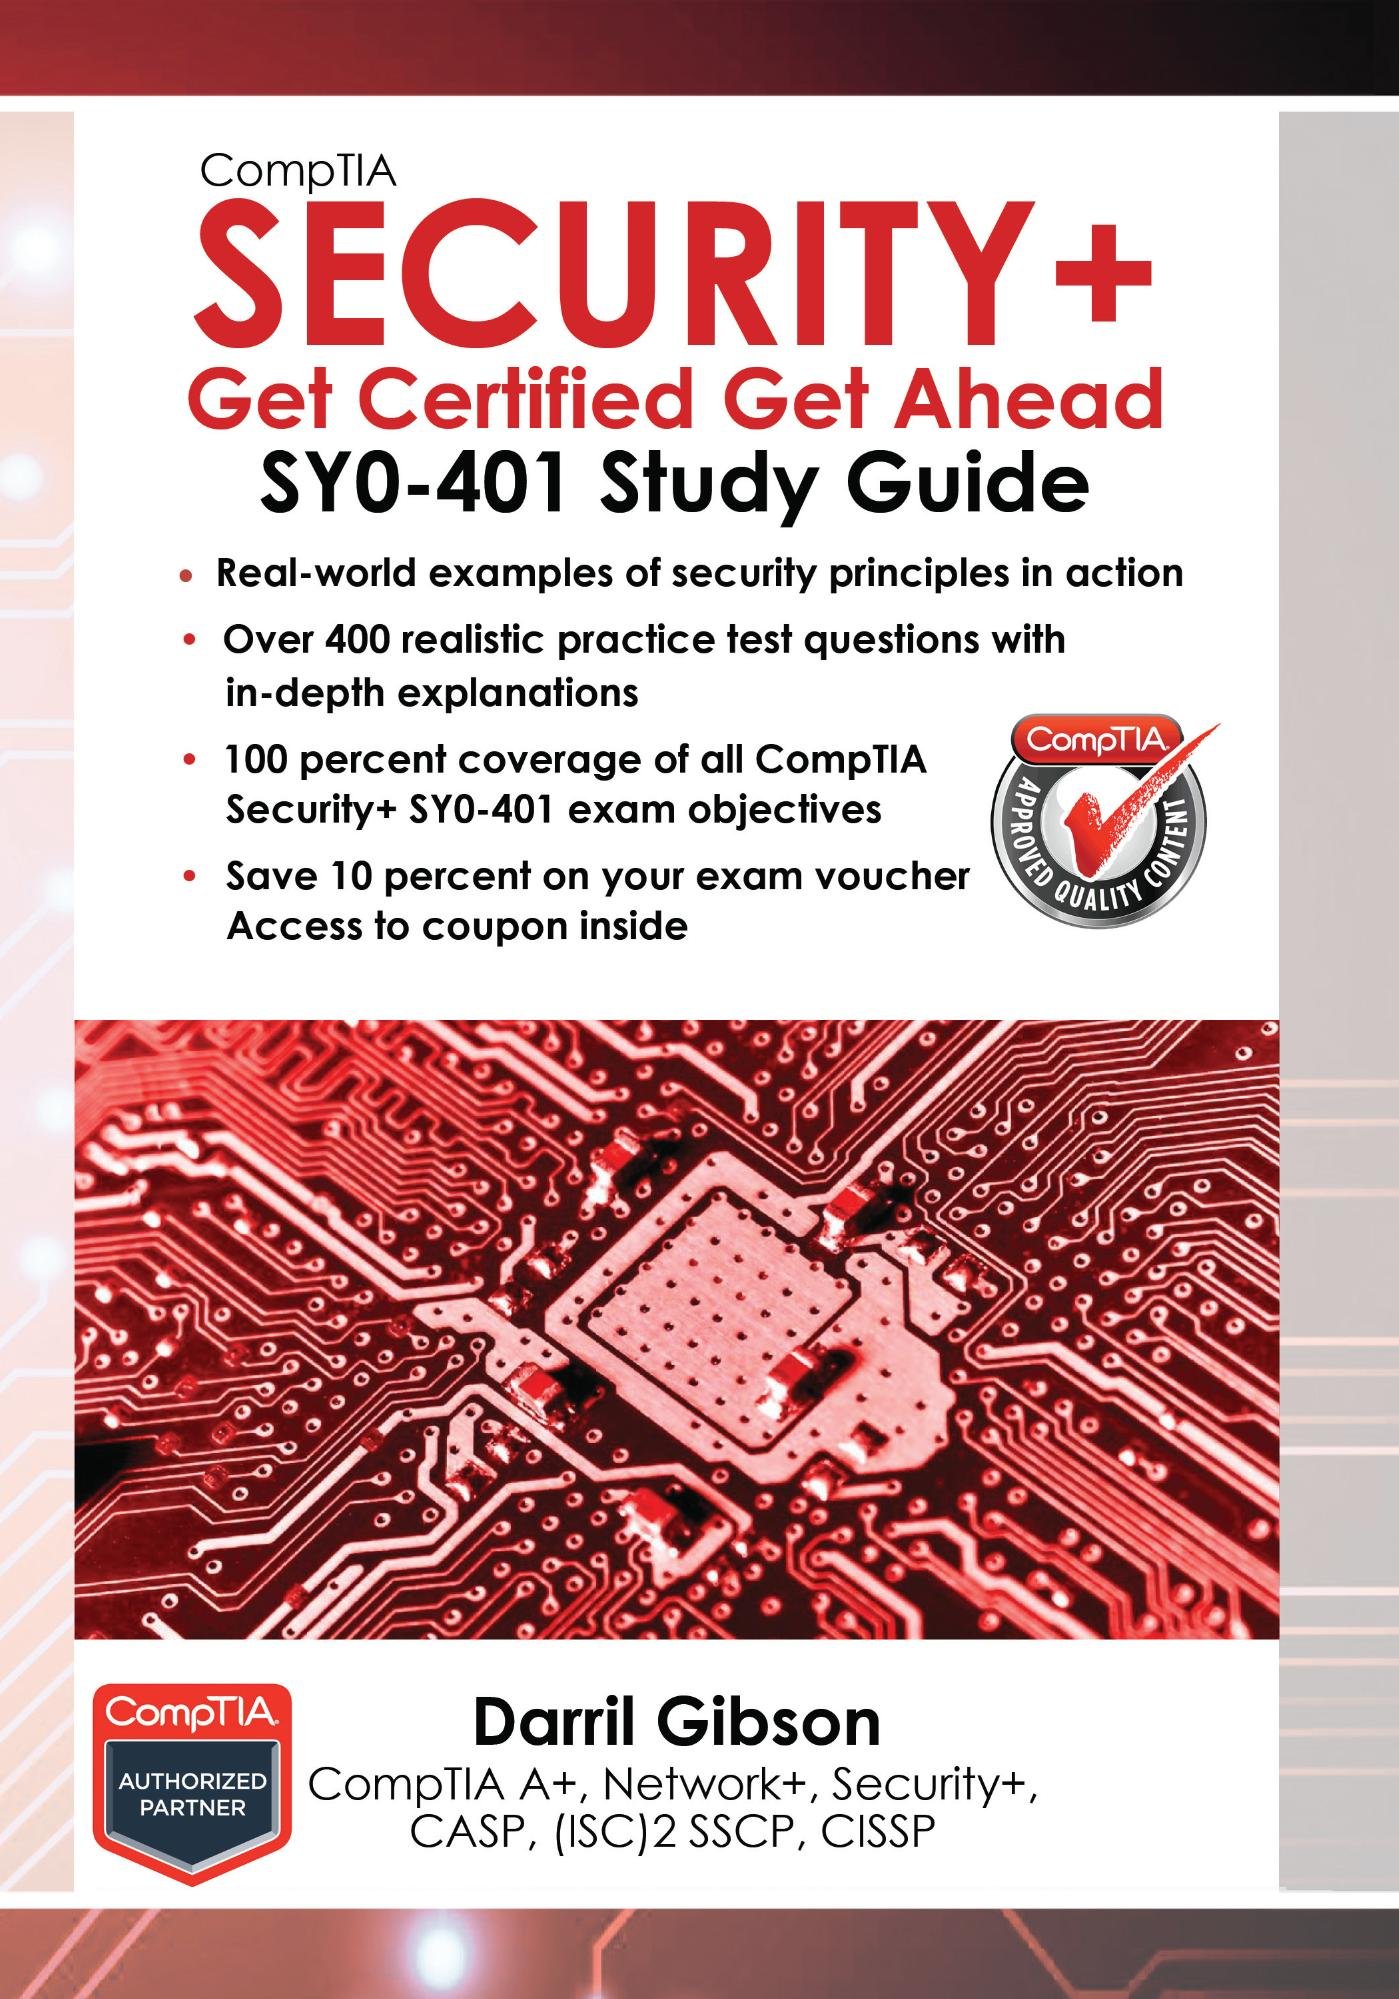 CompTIA
SECURITY+
Get Certified Get Ahead
SY0-401 Study Guide
• Real-world examples of security principles in action
• Over 400 realistic practice test questions with
in-depth explanations
• 100 percent coverage of all CompTIA
Security+ SY0-401 exam objectives
• Save 10 percent on your exam voucher
Access to coupon inside
CompTIA
APPROVED QUALITY CONTENT
CompTIA.
AUTHORIZED
PARTNER
Darril Gibson
CompTIA A+, Network+, Security+,
CASP, (ISC)2 SSCP, CISSP